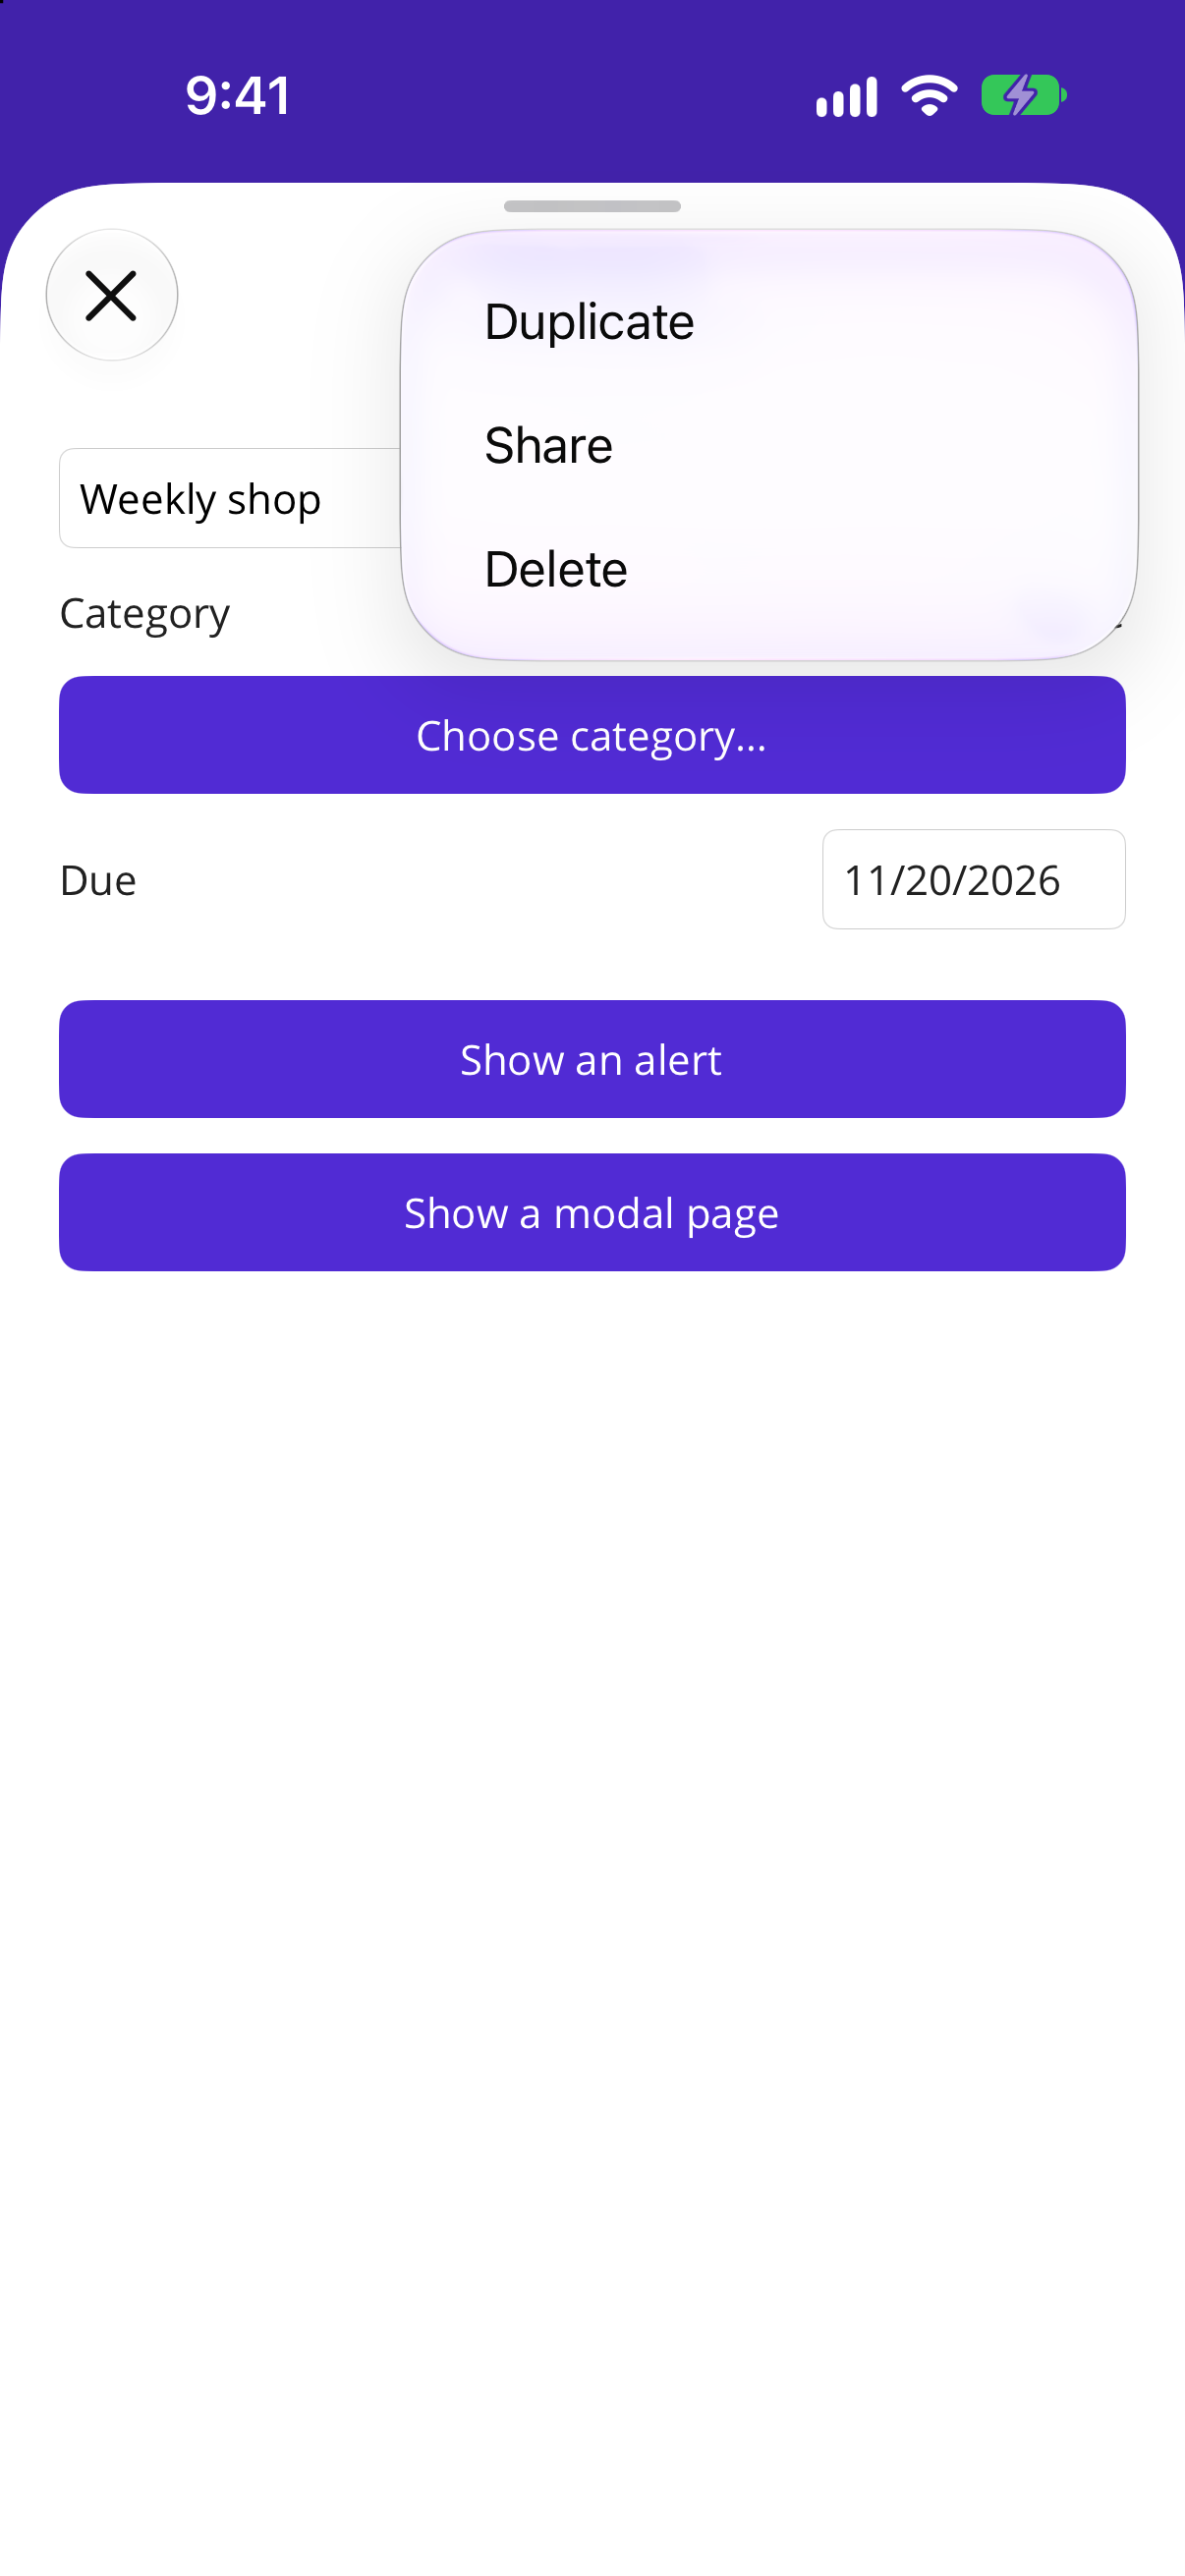 9:41
Duplicate
Share
Delete
Weekly shop
Category
Choose category...
Due
11/20/2026
Show an alert
Show a modal page